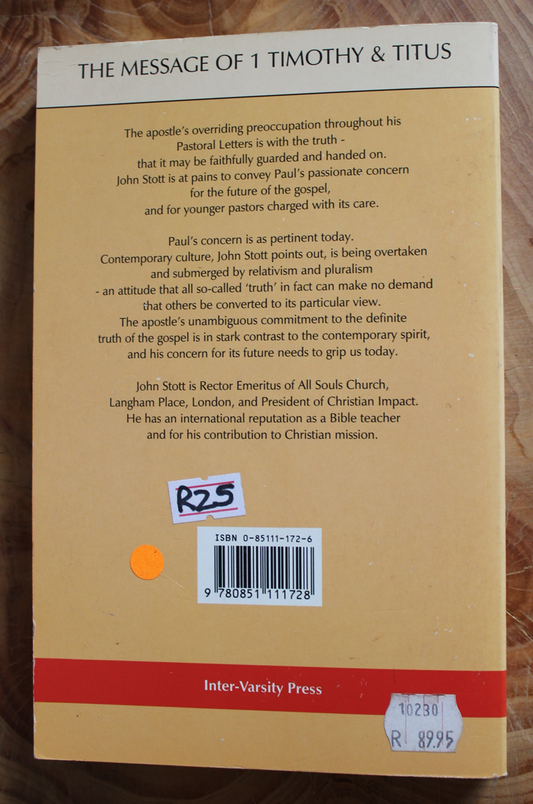 THE MESSAGE OF 1 TIMOTHY & TITUS
The apostle's overriding preoccupation throughout his
Pastoral Letters is with the truth -
that it may be faithfully guarded and handed on.
John Stott is at pains to convey Paul's passionate concern
for the future of the gospel,
and for younger pastors charged with its care.
Paul's concern is as pertinent today.
Contemporary culture, John Stott points out, is being overtaken
and submerged by relativism and pluralism
- an attitude that all so-called 'truth' in fact can make no demand
that others be converted to its particular view.
The apostle's unambiguous commitment to the definite
truth of the gospel is in stark contrast to the contemporary spirit,
and his concern for its future needs to grip us today.
John Stott is Rector Emeritus of All Souls Church,
Langham Place, London, and President of Christian Impact.
He has an international reputation as a Bible teacher
and for his contribution to Christian mission.
R25
ISBN 0-85111-172-6
9 780851 111728
Inter-Varsity Press
10230
R 89.95